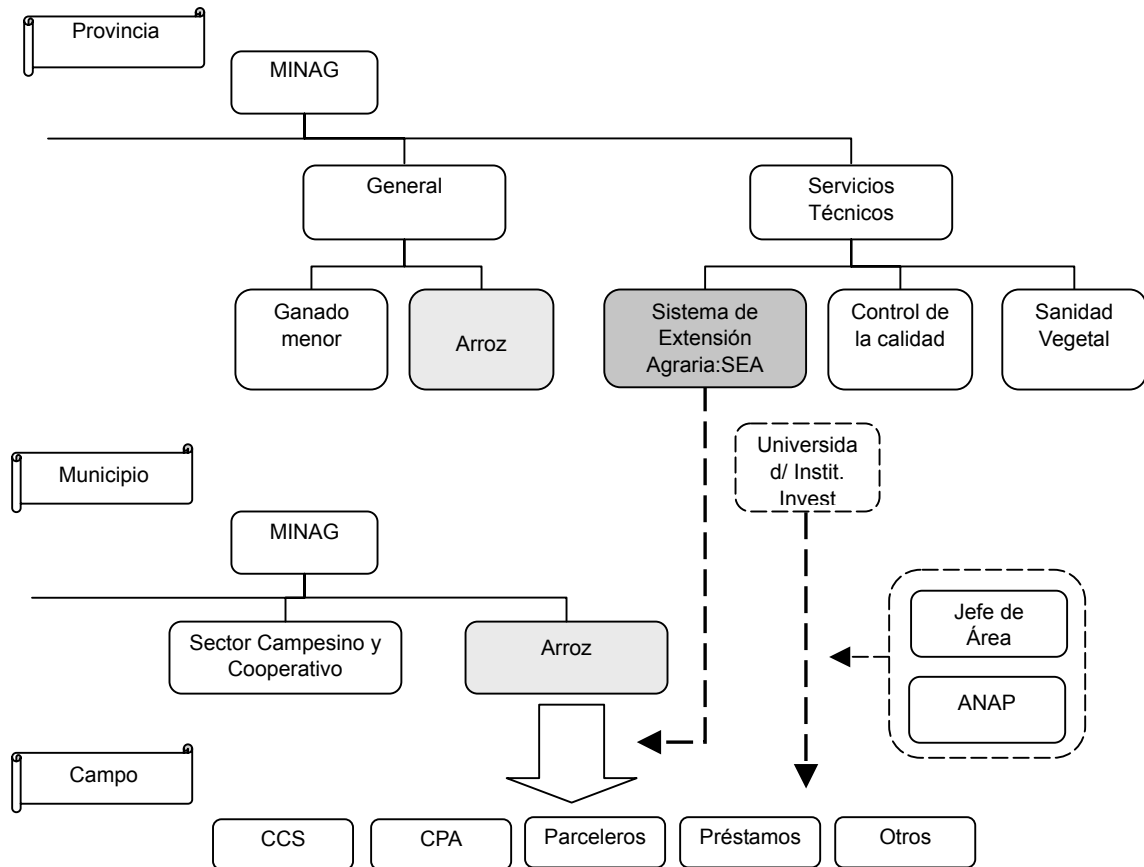 Provincia
MINAG
General
Servicios
Técnicos
Ganado
menor
Arroz
Sistema de
Extensión
Agraria:SEA
Control de
la calidad
Sanidad
Vegetal
Universida
d/ Instit.
Invest
Municipio
MINAG
Sector Campesino y
Cooperativo
Arroz
Jefe de
Área
ANAP
Campo
CCS
CPA
Parceleros
Préstamos
Otros